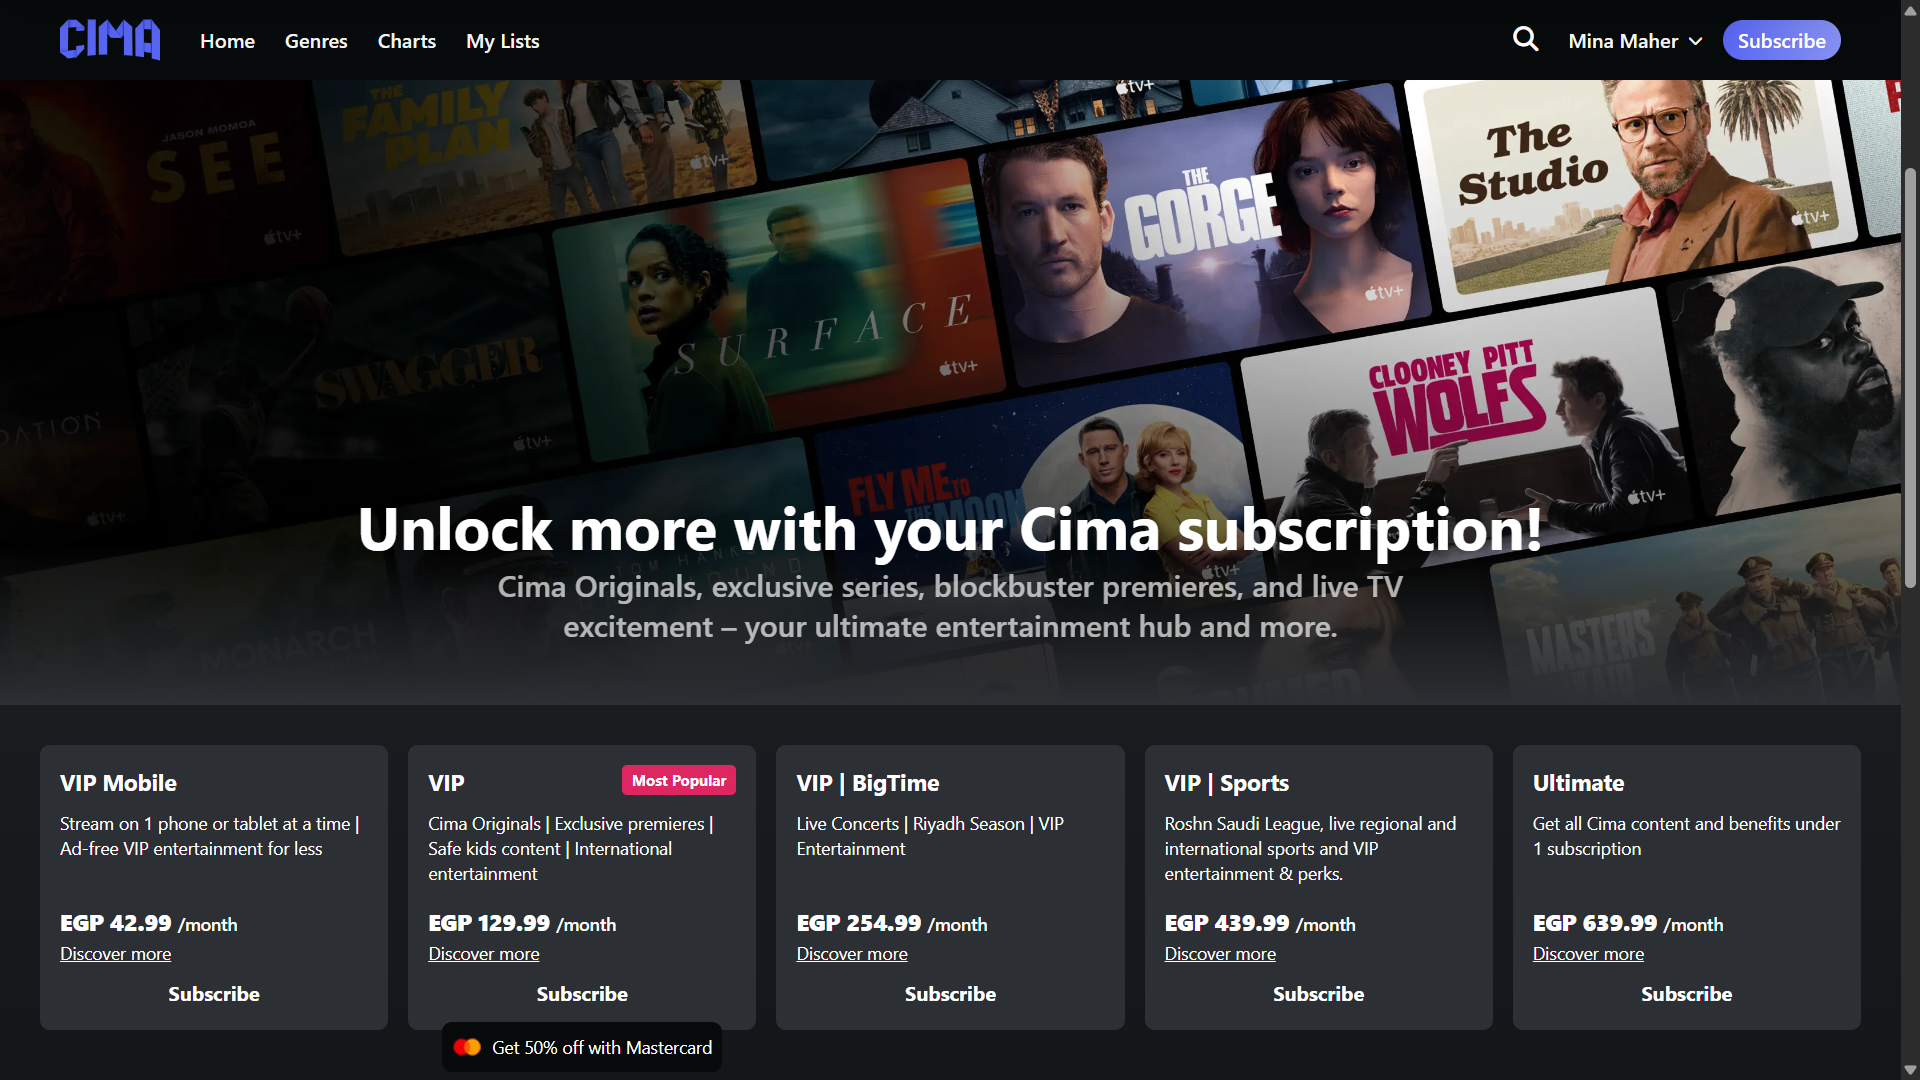 CIMA
Home
Genres
Charts
My Lists
Mina Maher
Subscribe
JASON MOMOA
SEE
tv+
THE
FAMILY
PLAN
tv+
tv+
SURFACE
tv+
THE
GORGE
tv+
The
Studio
tv+
SWAGGER
tv+
DATION
tv+
FLY ME TO
THE MOON
tv+
CLOONEY PITT
WOLFS
tv+
TOM HANKS
MONARCH
MASTERS
OF THE AIR
Unlock more with your Cima subscription!
Cima Originals, exclusive series, blockbuster premieres, and live TV
excitement – your ultimate entertainment hub and more.
VIP Mobile
Stream on 1 phone or tablet at a time |
Ad-free VIP entertainment for less
EGP 42.99 /month
Discover more
Subscribe
VIP
Most Popular
Cima Originals | Exclusive premieres |
Safe kids content | International
entertainment
EGP 129.99 /month
Discover more
Subscribe
Get 50% off with Mastercard
VIP | BigTime
Live Concerts | Riyadh Season | VIP
Entertainment
EGP 254.99 /month
Discover more
Subscribe
VIP | Sports
Roshn Saudi League, live regional and
international sports and VIP
entertainment & perks.
EGP 439.99 /month
Discover more
Subscribe
Ultimate
Get all Cima content and benefits under
1 subscription
EGP 639.99 /month
Discover more
Subscribe